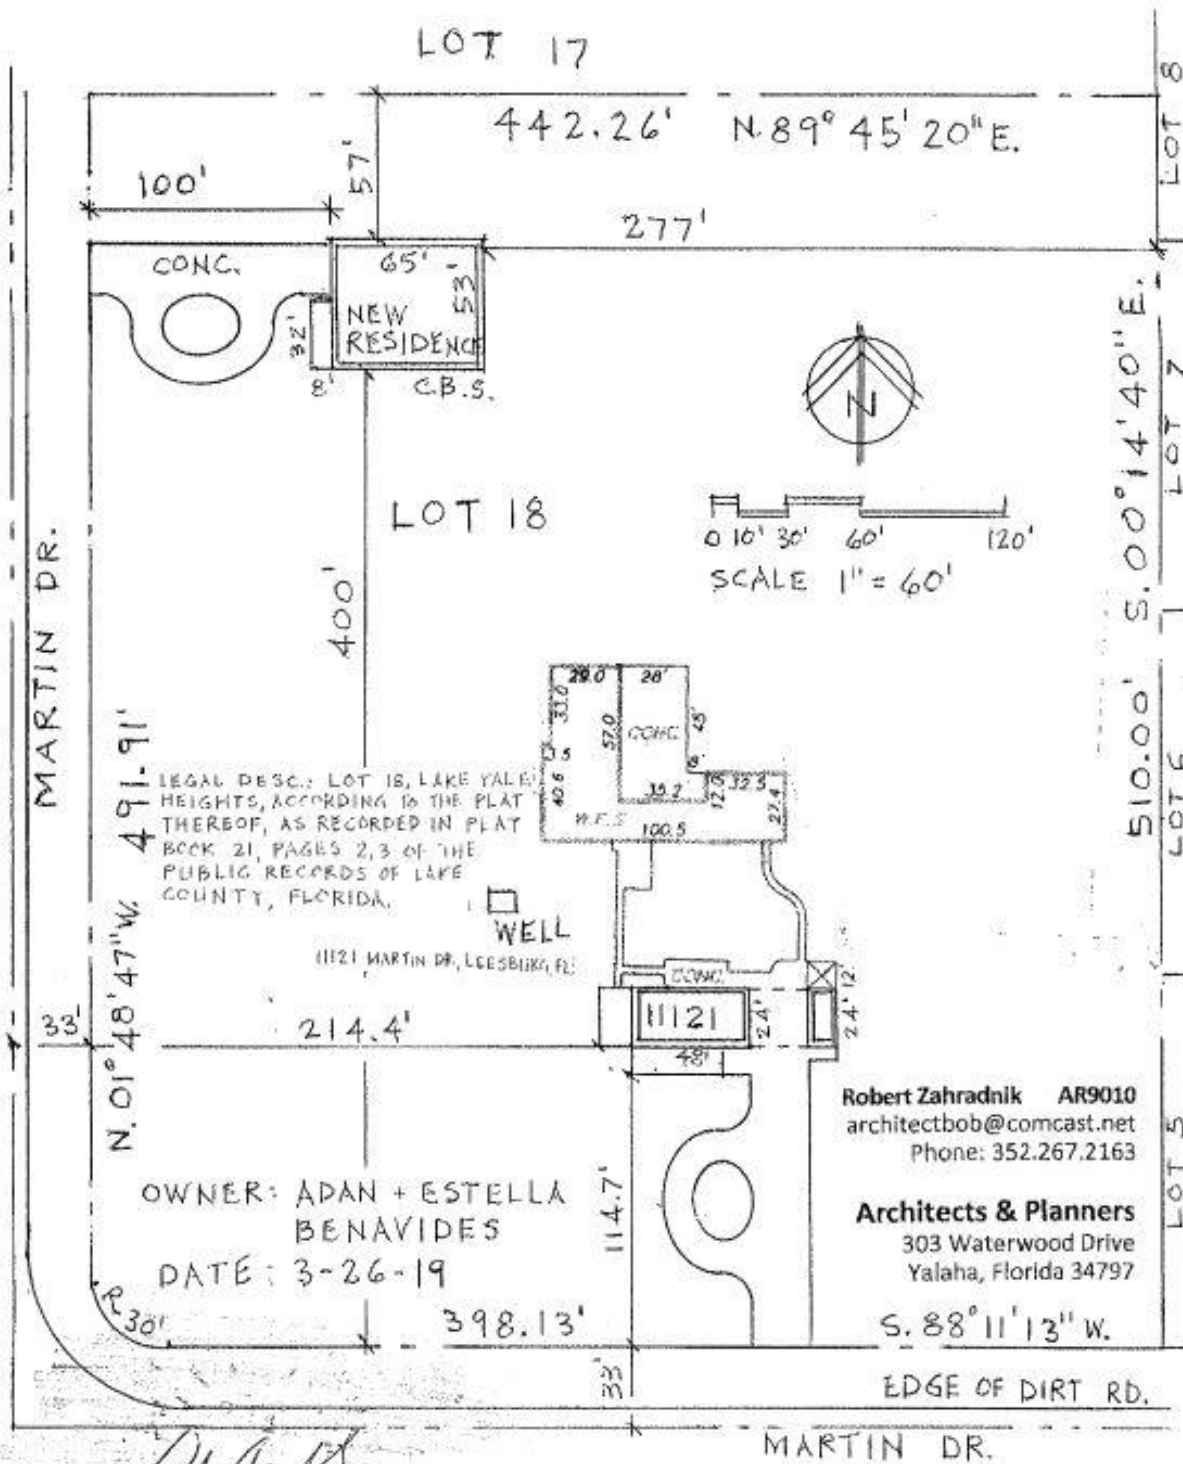 LOT 17
LOT 8
442.26' N. 89° 45' 20" E.
57'
100'
277'
CONC.
65'
53'
NEW
RESIDENCE
32'
8'
C.B.S.
N
S. 00° 14' 40" E.
LOT 7
LOT 18
0 10' 30' 60' 120'
SCALE 1" = 60'
MARTIN DR.
400'
29.0 28'
33.0
57.0
CONC.
48'
5
8'
40.6
35.2
12.0
32.3
27.4
100.5
510.00'
LOT 6
N. 01° 48' 47" W. 491.91'
LEGAL DESC.: LOT 18, LAKE YALE
HEIGHTS, ACCORDING TO THE PLAT
THEREOF, AS RECORDED IN PLAT
BOOK 21, PAGES 2,3 OF THE
PUBLIC RECORDS OF LAKE
COUNTY, FLORIDA.
WELL
11121 MARTIN DR, LEESBURG, FL.
CONC.
12'
33'
214.4'
11121
24'
24'
48'
Robert Zahradnik AR9010
architectbob@comcast.net
Phone: 352.267.2163
LOT 5
OWNER: ADAN + ESTELLA
BENAVIDES
DATE: 3-26-19
114.7'
Architects & Planners
303 Waterwood Drive
Yalaha, Florida 34797
R 30'
398.13'
S. 88° 11' 13" W.
33'
EDGE OF DIRT RD.
MARTIN DR.